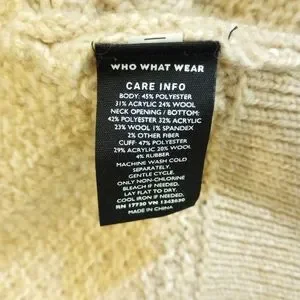 WHO WHAT WEAR
CARE INFO
BODY: 45% POLYESTER
31% ACRYLIC 24% WOOL
NECK OPENING / BOTTOM:
42% POLYESTER 32% ACRYLIC
23% WOOL 1% SPANDEX
2% OTHER FIBER
CUFF: 47% POLYESTER
29% ACRYLIC 20% WOOL
4% RUBBER
MACHINE WASH COLD
SEPARATELY.
GENTLE CYCLE.
ONLY NON-CHLORINE
BLEACH IF NEEDED.
LAY FLAT TO DRY.
COOL IRON IF NEEDED.
RN 17730 VN 1343630
MADE IN CHINA